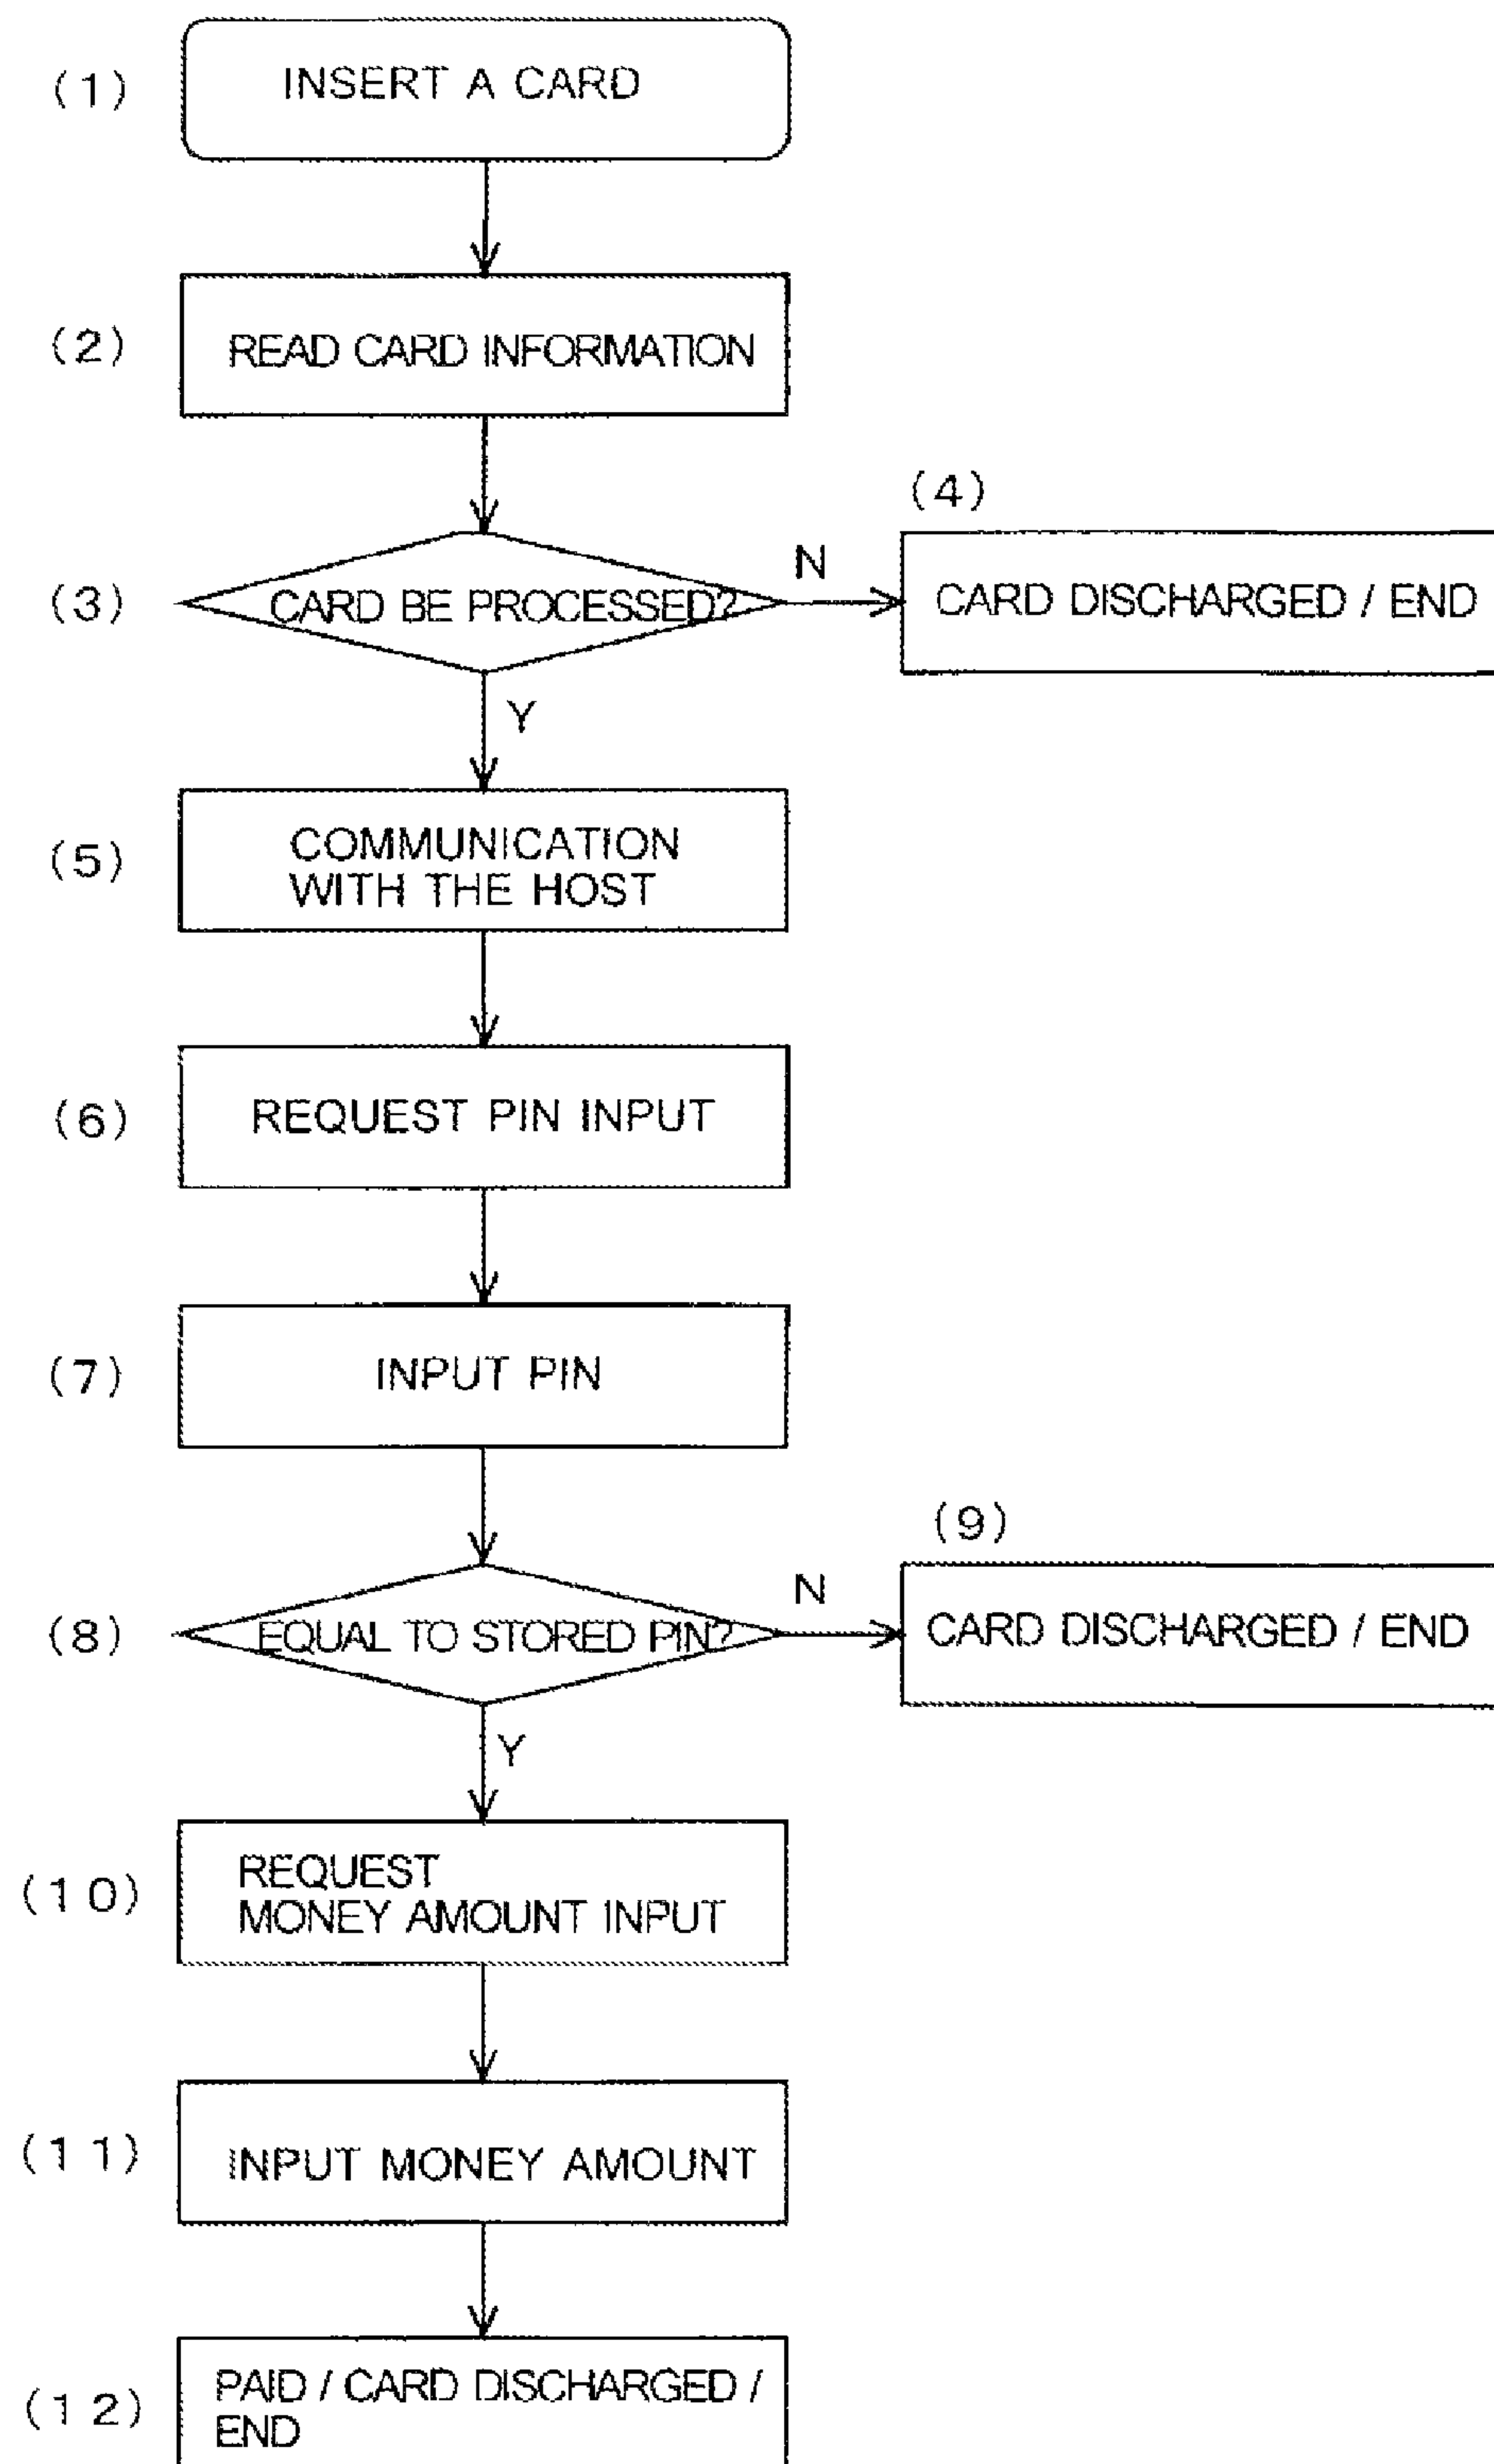 (1) INSERT A CARD
(2) READ CARD INFORMATION
(3) CARD BE PROCESSED?
N
(4)
CARD DISCHARGED / END
Y
(5) COMMUNICATION
WITH THE HOST
(6) REQUEST PIN INPUT
(7) INPUT PIN
(8) EQUAL TO STORED PIN?
N
(9)
CARD DISCHARGED / END
Y
(10) REQUEST
MONEY AMOUNT INPUT
(11) INPUT MONEY AMOUNT
(12) PAID / CARD DISCHARGED /
END